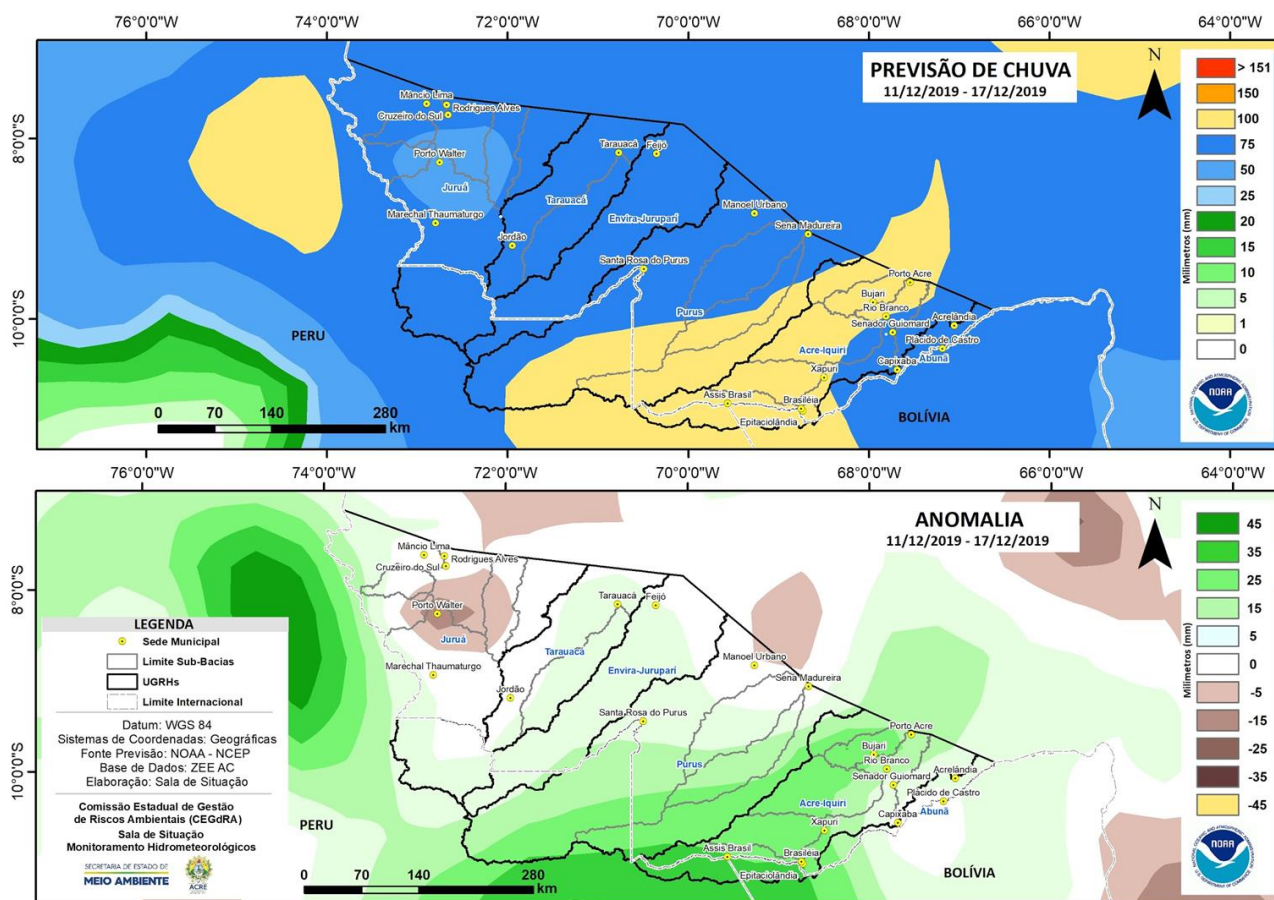 76°0'0"W 74°0'0"W 72°0'0"W 70°0'0"W 68°0'0"W 66°0'0"W 64°0'0"W
PREVISÃO DE CHUVA
11/12/2019 - 17/12/2019
N
> 151
150
100
75
50
25
20
15
10
5
1
0
Milímetros (mm)
NOAA
8°0'0"S
10°0'0"S
Mâncio Lima
Rodrigues Alves
Cruzeiro do Sul
Porto Walter
Juruá
Marechal Thaumaturgo
Jordão
Tarauacá
Feijó
Tarauacá
Envira-Jurupari
Manoel Urbano
Sena Madureira
Santa Rosa do Purus
Purus
Porto Acre
Bujari
Rio Branco
Senador Guiomard
Acrelândia
Plácido de Castro
Abunã
Acre-Iquiri
Capixaba
Xapuri
Assis Brasil
Brasiléia
Epitaciolândia
PERU
BOLÍVIA
0 70 140 280
km
76°0'0"W 74°0'0"W 72°0'0"W 70°0'0"W 68°0'0"W 66°0'0"W 64°0'0"W
ANOMALIA
11/12/2019 - 17/12/2019
N
45
35
25
15
5
0
-5
-15
-25
-35
-45
Milímetros (mm)
NOAA
8°0'0"S
10°0'0"S
Mâncio Lima
Rodrigues Alves
Cruzeiro do Sul
Porto Walter
Juruá
Marechal Thaumaturgo
Jordão
Tarauacá
Feijó
Tarauacá
Envira-Jurupari
Manoel Urbano
Sena Madureira
Santa Rosa do Purus
Purus
Porto Acre
Bujari
Rio Branco
Senador Guiomard
Acrelândia
Plácido de Castro
Abunã
Acre-Iquiri
Capixaba
Xapuri
Assis Brasil
Brasiléia
Epitaciolândia
PERU
BOLÍVIA
LEGENDA
Sede Municipal
Limite Sub-Bacias
UGRHs
Limite Internacional
Datum: WGS 84
Sistemas de Coordenadas: Geográficas
Fonte Previsão: NOAA - NCEP
Base de Dados: ZEE AC
Elaboração: Sala de Situação
Comissão Estadual de Gestão
de Riscos Ambientais (CEGdRA)
Sala de Situação
Monitoramento Hidrometeorológicos
SECRETARIA DE ESTADO DE
MEIO AMBIENTE
ACRE
0 70 140 280
km